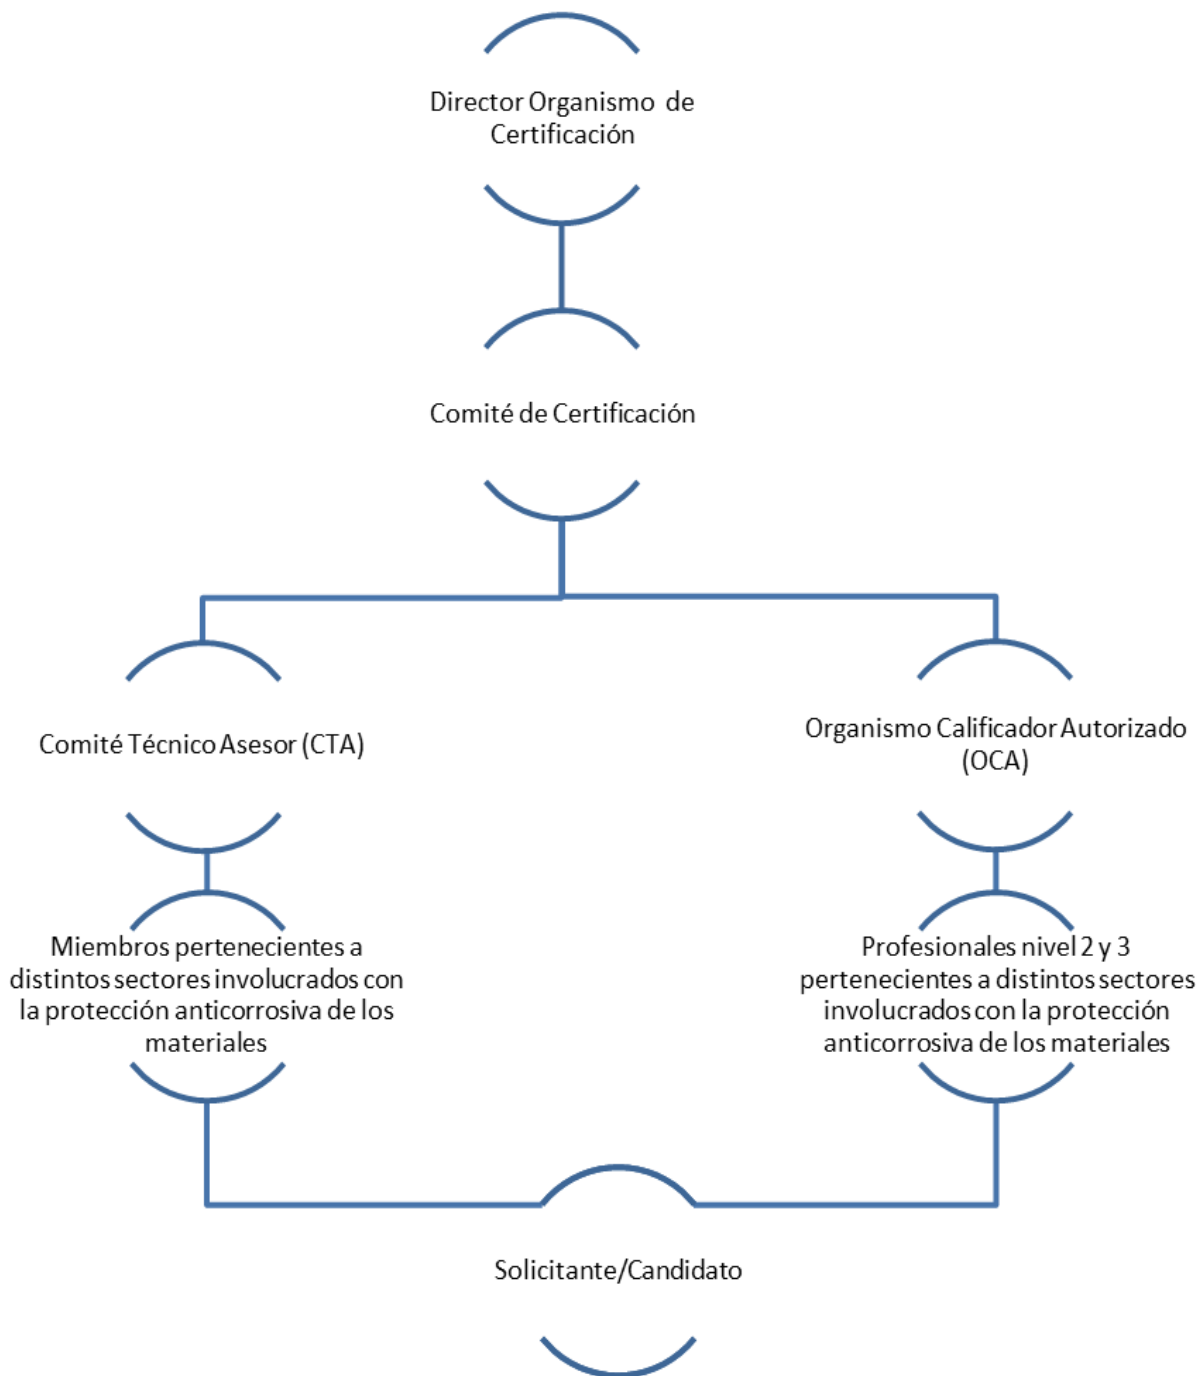 Director Organismo de
Certificación
Comité de Certificación
Comité Técnico Asesor (CTA)
Organismo Calificador Autorizado
(OCA)
Miembros pertenecientes a
distintos sectores involucrados con
la protección anticorrosiva de los
materiales
Profesionales nivel 2 y 3
pertenecientes a distintos sectores
involucrados con la protección
anticorrosiva de los materiales
Solicitante/Candidato